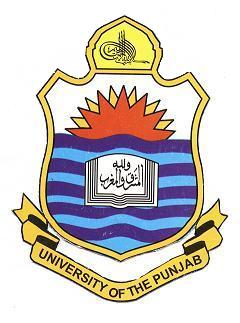 ولله
المشرق والمغرب
UNIVERSITY OF THE PUNJAB